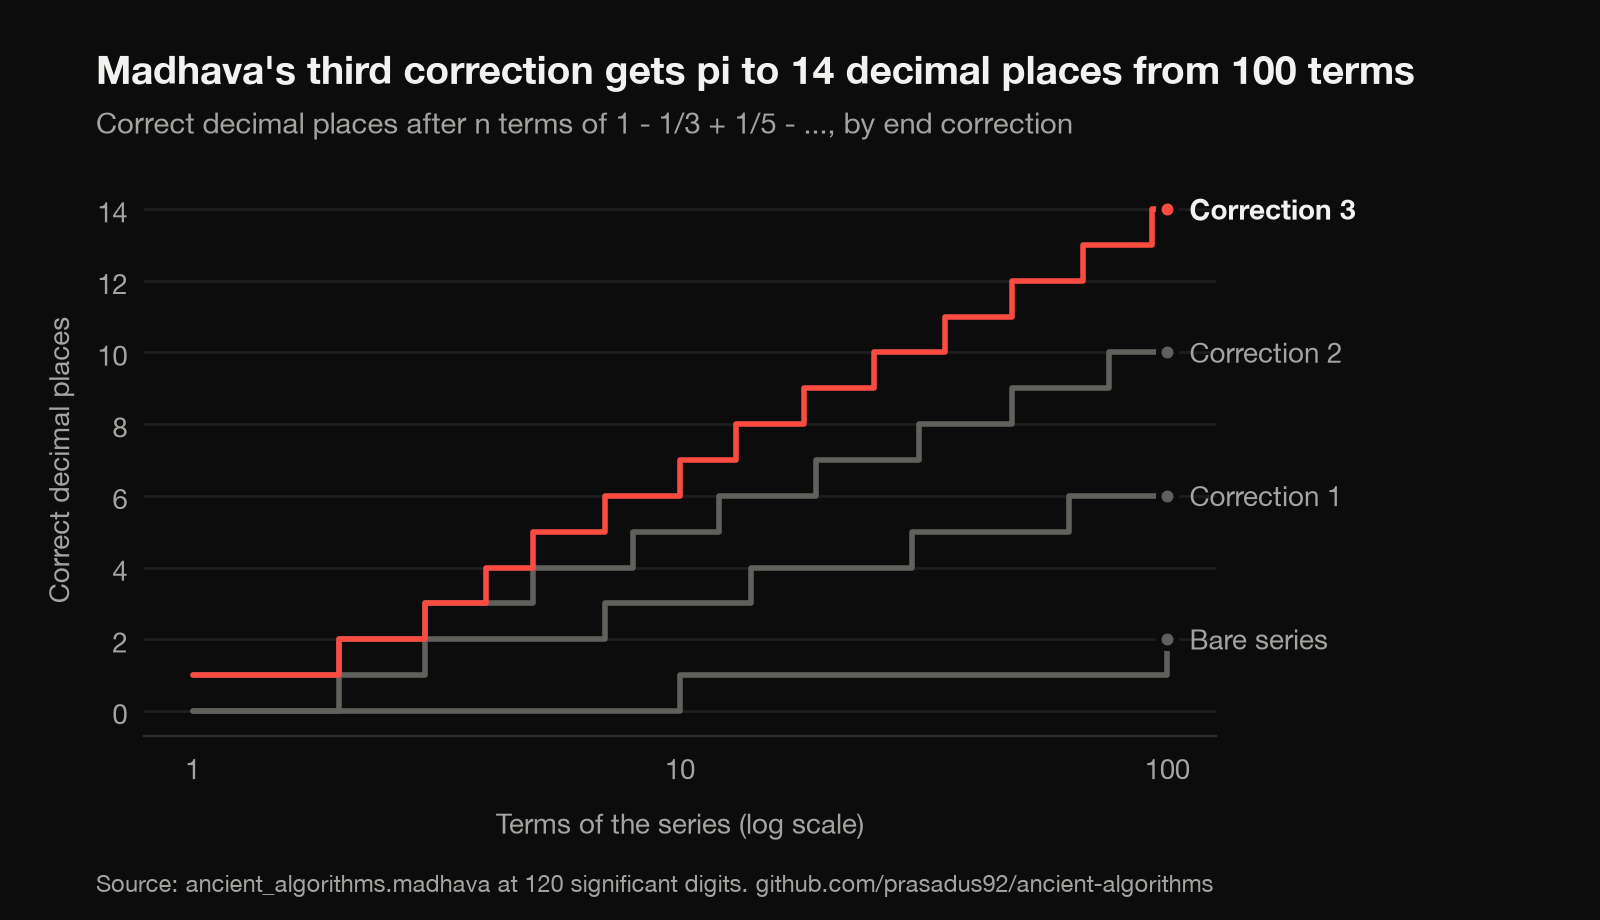 Madhava's third correction gets pi to 14 decimal places from 100 terms
Correct decimal places after n terms of 1 - 1/3 + 1/5 - ..., by end correction
14
Correction 3
12
10
Correction 2
8
6
Correction 1
4
2
Bare series
0
Correct decimal places
1 10 100
Terms of the series (log scale)
Source: ancient_algorithms.madhava at 120 significant digits. github.com/prasadus92/ancient-algorithms